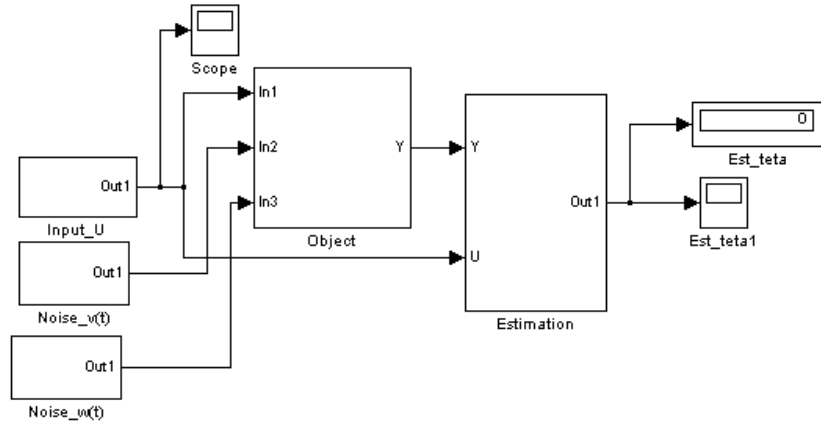 Scope
In1
In2
In3
Y
Object
Out1
Input_U
Out1
Noise_v(t)
Out1
Noise_w(t)
Y
U
Out1
Estimation
0
Est_teta
Est_teta1